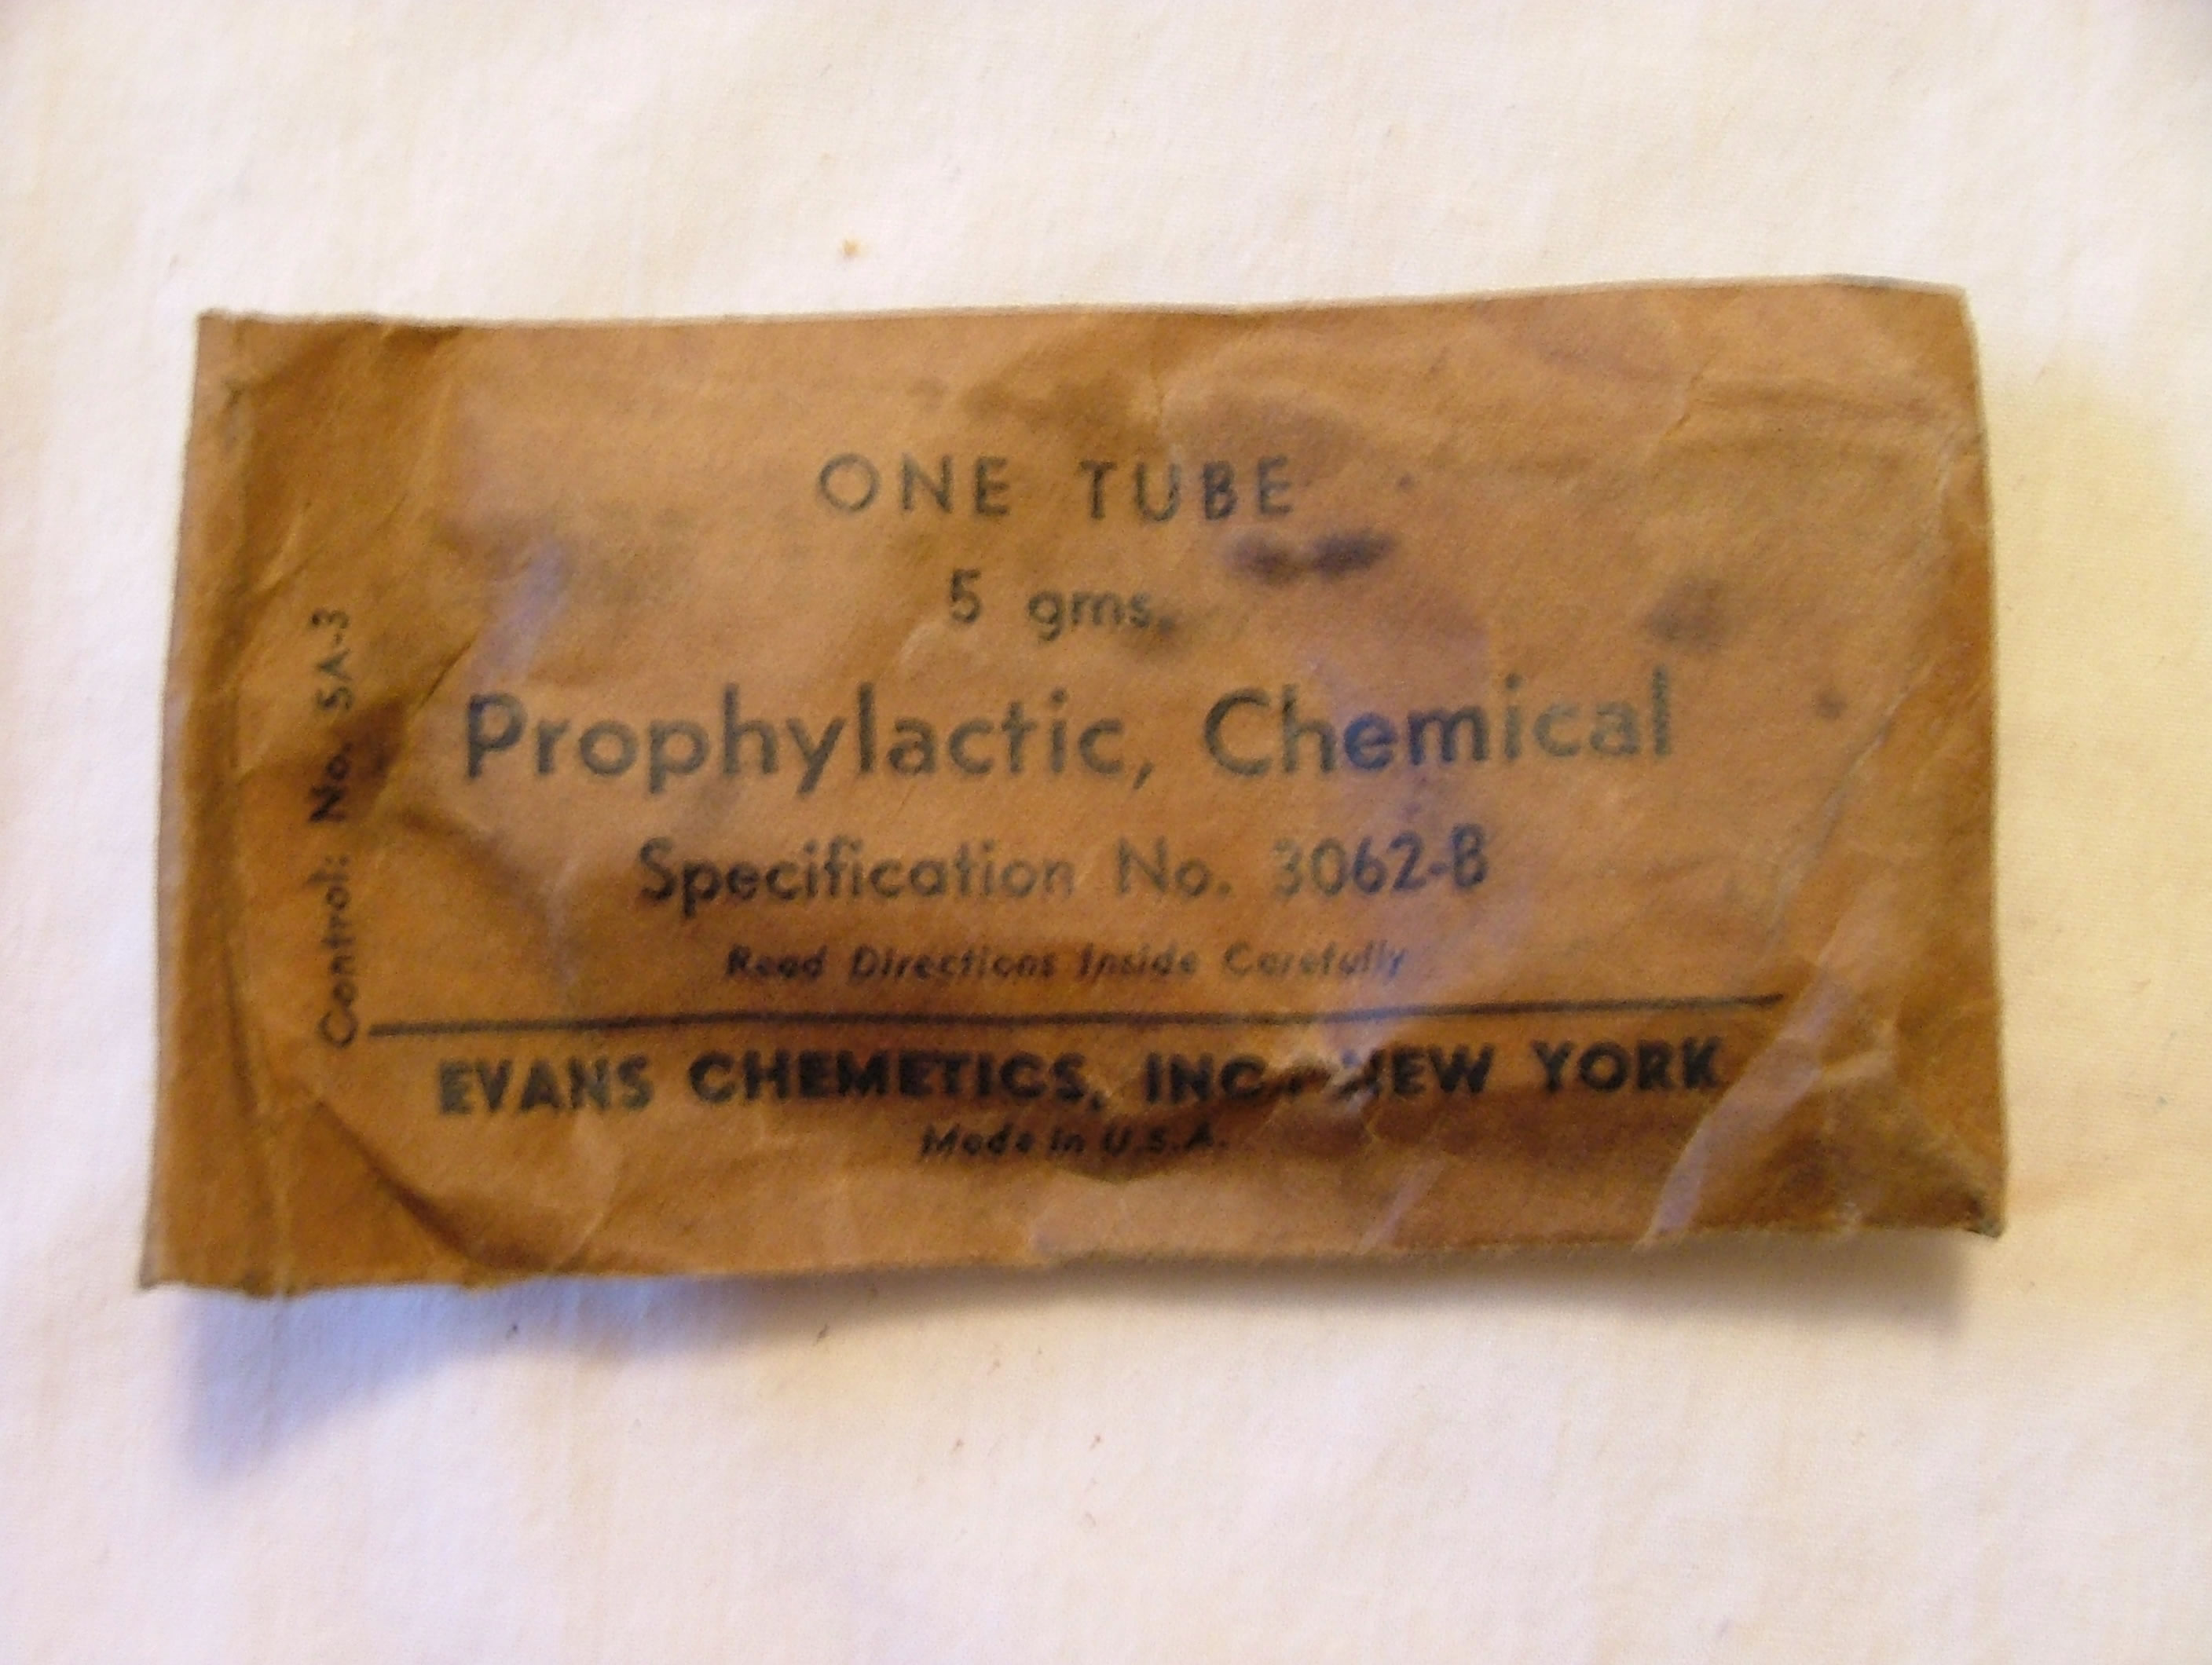 ONE TUBE
5 gms.
Prophylactic, Chemical
Specification No. 3062-B
Read Directions Inside Carefully
EVANS CHEMETICS, INC. NEW YORK
Made in U.S.A.
Control: No. 5A-3